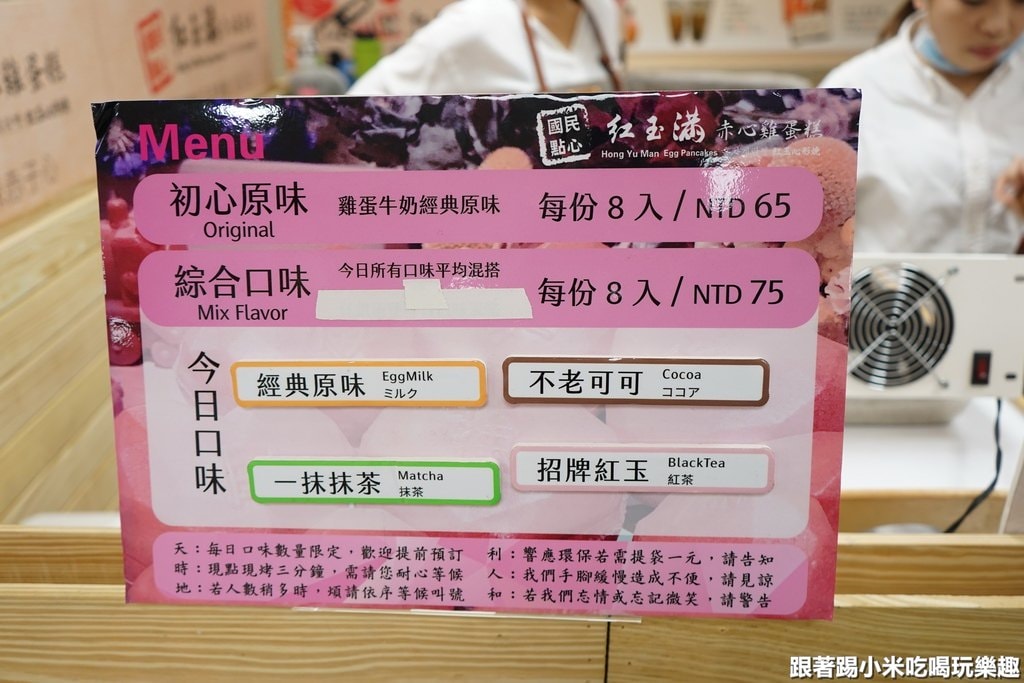 Menu
國民
點心
紅玉滿 赤心雞蛋糕
Hong Yu Man Egg Pancakes
初心原味 雞蛋牛奶經典原味 每份 8 入 / NTD 65
Original
綜合口味 今日所有口味平均混搭 每份 8 入 / NTD 75
Mix Flavor
今日口味
經典原味 EggMilk
ミルク
不老可可 Cocoa
ココア
一抹抹茶 Matcha
抹茶
招牌紅玉 BlackTea
紅茶
天：每日口味數量限定，歡迎提前預訂
時：現點現烤三分鐘，需請您耐心等候
地：若人數稍多時，煩請依序等候叫號
利：響應環保若需提袋一元，請告知
人：我們手腳緩慢造成不便，請見諒
和：若我們忘情或忘記微笑，請警告
跟著踢小米吃喝玩樂趣